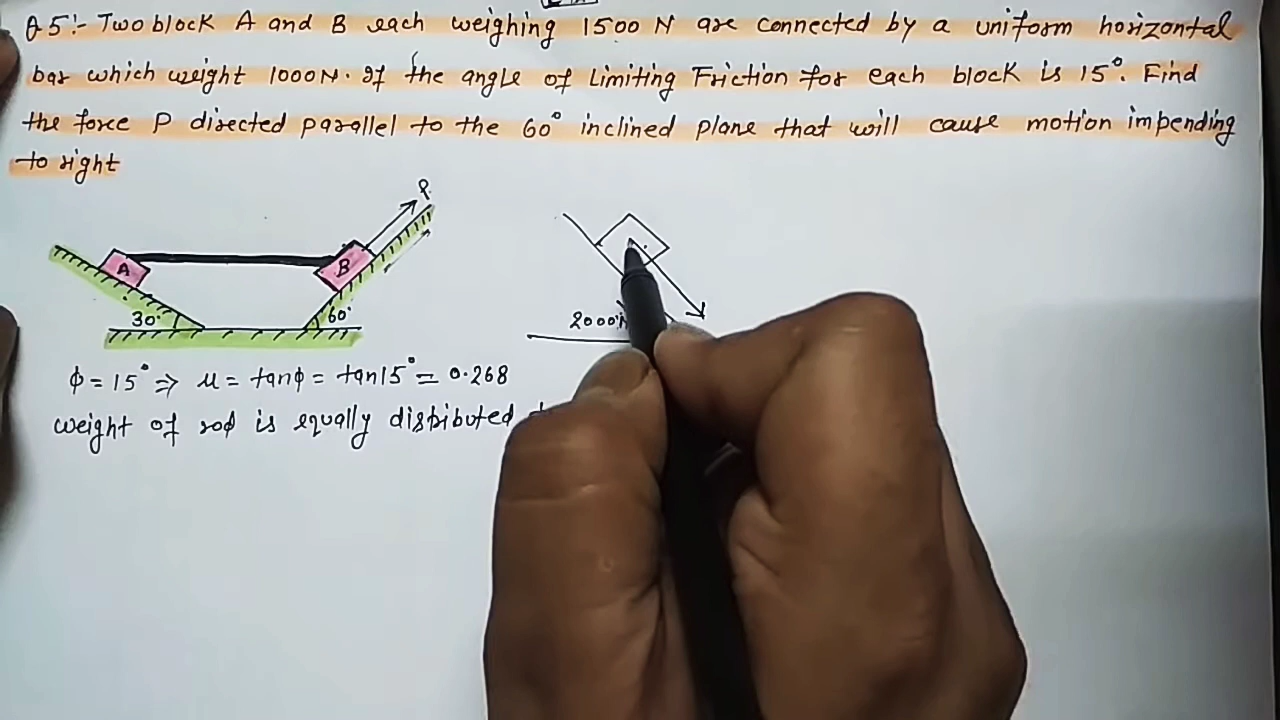 Q5:- Two block A and B each weighing 1500 N are connected by a uniform horizontal
bar which weight 1000N. If the angle of Limiting Friction for each block is 15°. Find
the force P directed parallel to the 60° inclined plane that will cause motion impending
to right
P
A
B
30°
60°
2000N
ϕ = 15° ⇒ μ = tanϕ = tan15° = 0.268
weight of rod is equally distributed